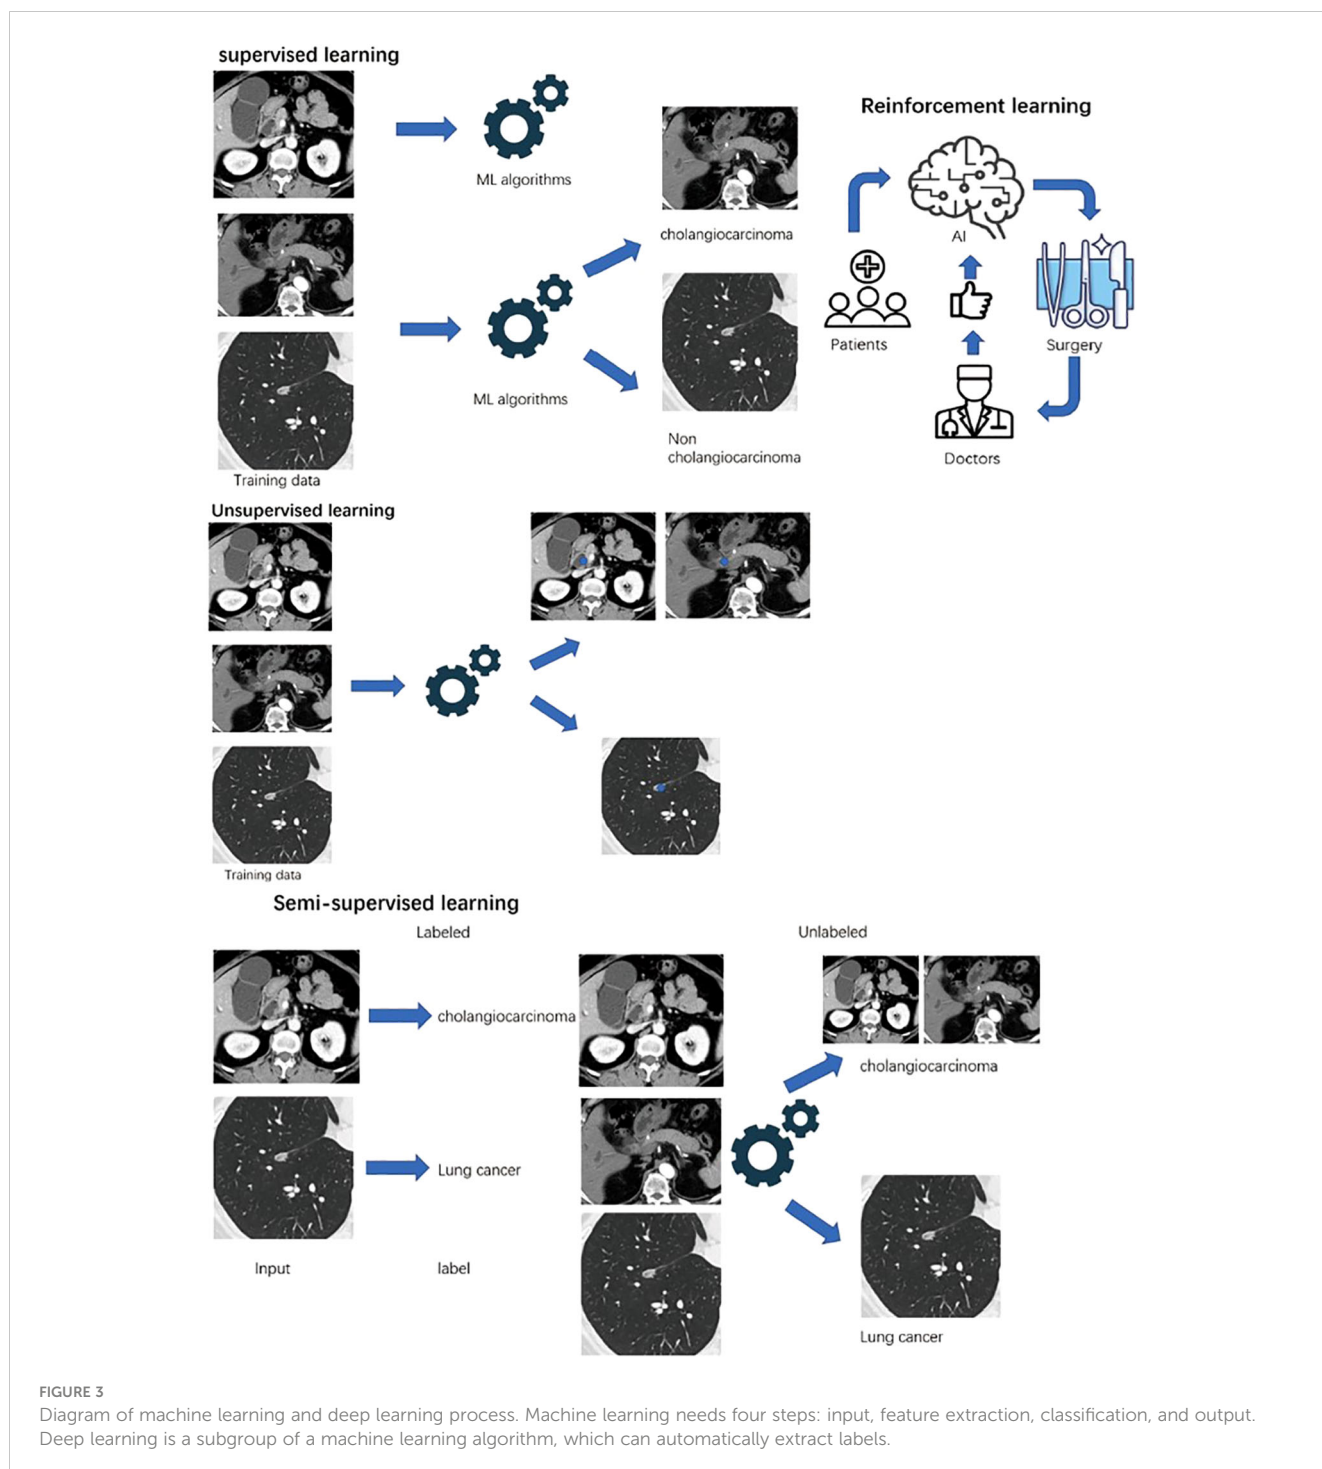 supervised learning
ML algorithms
ML algorithms
Training data
cholangiocarcinoma
Non
cholangiocarcinoma
Reinforcement learning
AI
Patients
Surgery
Doctors
Unsupervised learning
Training data
Semi-supervised learning
Labeled
Unlabeled
cholangiocarcinoma
Lung cancer
Input
label
cholangiocarcinoma
Lung cancer
FIGURE 3
Diagram of machine learning and deep learning process. Machine learning needs four steps: input, feature extraction, classification, and output.
Deep learning is a subgroup of a machine learning algorithm, which can automatically extract labels.